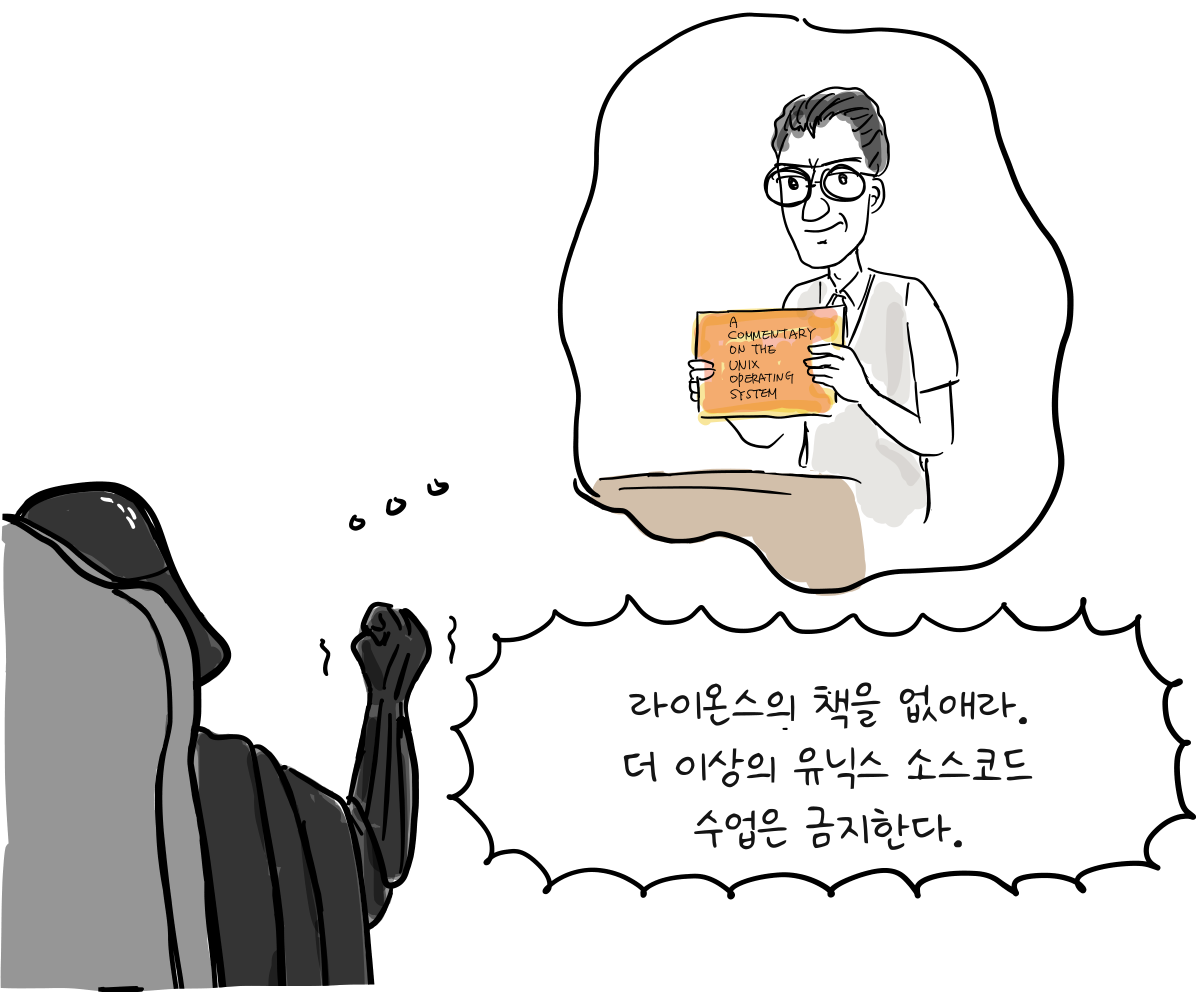 A
COMMENTARY
ON THE
UNIX
OPERATING
SYSTEM
라이온스의 책을 없애라.
더 이상의 유닉스 소스코드
수업은 금지한다.